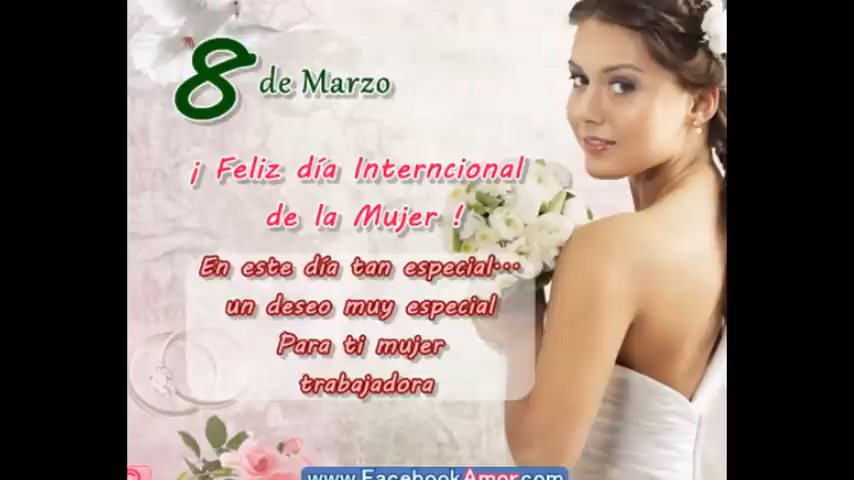 8 de Marzo
¡ Feliz día Interncional
de la Mujer !
En este día tan especial...
un deseo muy especial
Para ti mujer
trabajadora
www.FacebookAmor.com